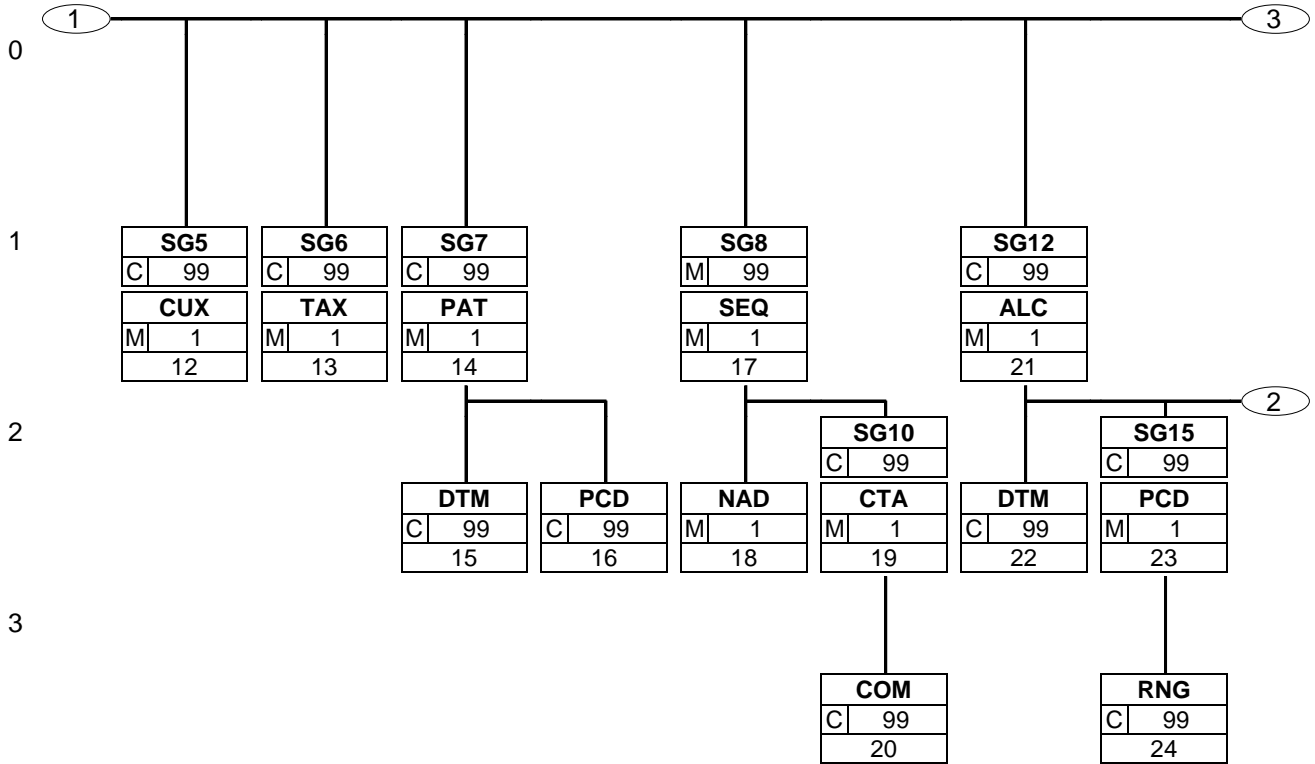 1 3
0
1 SG5 SG6 SG7 SG8 SG12
C 99 C 99 C 99 M 99 C 99
CUX TAX PAT SEQ ALC
M 1 M 1 M 1 M 1 M 1
12 13 14 17 21
2
2 SG10 SG15
C 99 C 99
DTM PCD NAD CTA DTM PCD
C 99 C 99 M 1 M 1 C 99 M 1
15 16 18 19 22 23
3
COM RNG
C 99 C 99
20 24